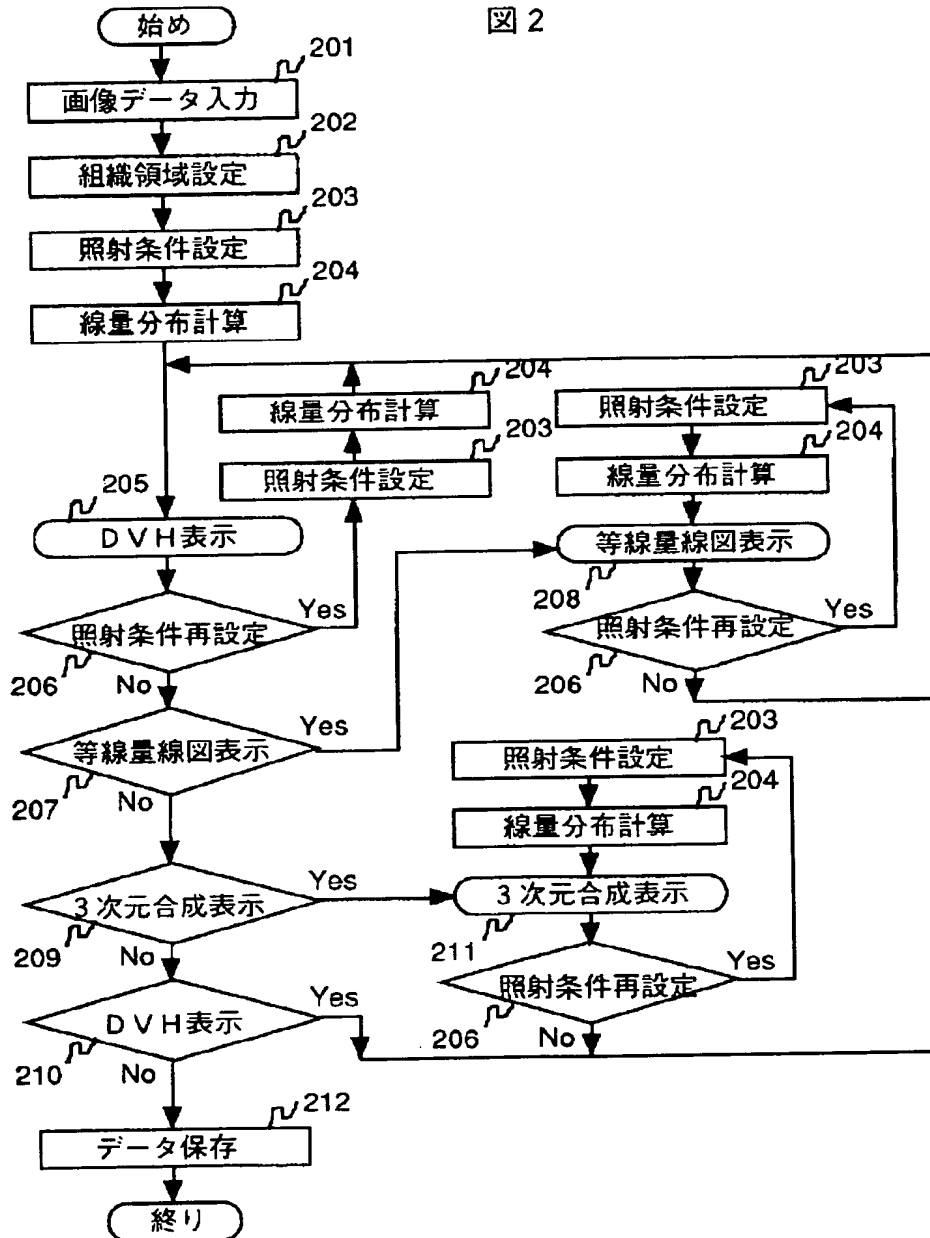 図2
始め
201
画像データ入力
202
組織領域設定
203
照射条件設定
204
線量分布計算
204
線量分布計算
203
照射条件設定
203
照射条件設定
204
線量分布計算
205
DVH表示
等線量線図表示
208
照射条件再設定
Yes
206
No
照射条件再設定
Yes
206
No
等線量線図表示
Yes
207
No
203
照射条件設定
204
線量分布計算
3次元合成表示
Yes
209
No
3次元合成表示
211
照射条件再設定
Yes
206
No
DVH表示
Yes
210
No
212
データ保存
終り